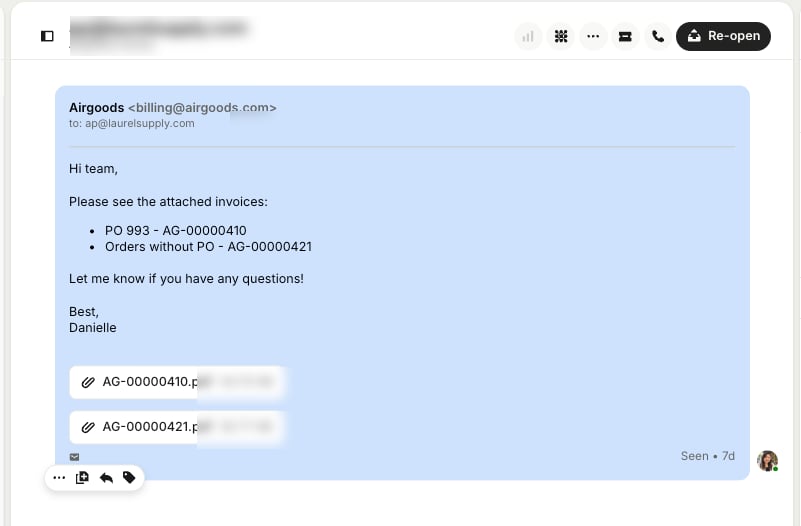 Re-open
Airgoods <billing@airgoods.com>
to: ap@laurelsupply.com
Hi team,
Please see the attached invoices:
• PO 993 - AG-00000410
• Orders without PO - AG-00000421
Let me know if you have any questions!
Best,
Danielle
AG-00000410.p
AG-00000421.p
Seen • 7d